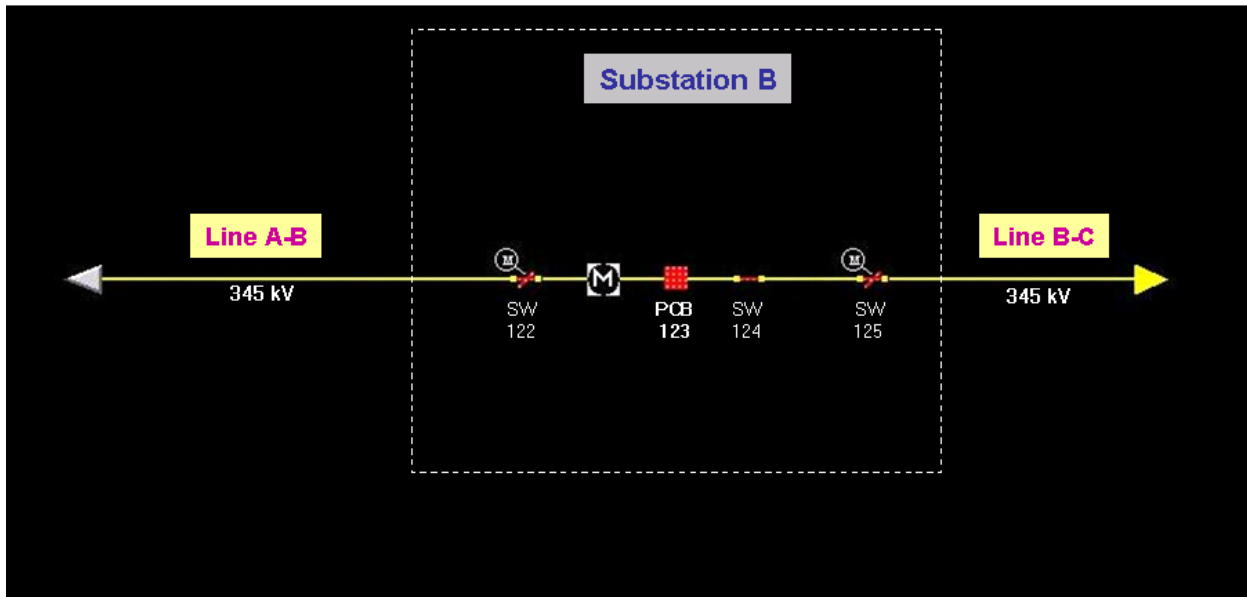 Substation B
Line A-B
Line B-C
345 kV
345 kV
M
M
M
SW
122
PCB
123
SW
124
SW
125